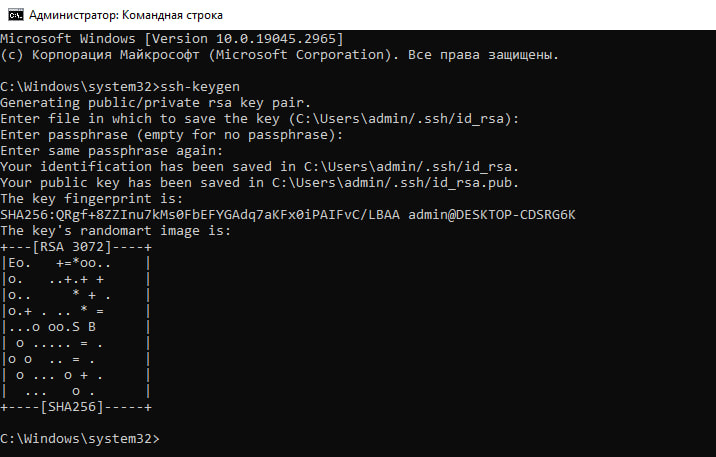 Администратор: Командная строка
Microsoft Windows [Version 10.0.19045.2965]
(c) Корпорация Майкрософт (Microsoft Corporation). Все права защищены.
C:\Windows\system32>ssh-keygen
Generating public/private rsa key pair.
Enter file in which to save the key (C:\Users\admin/.ssh/id_rsa):
Enter passphrase (empty for no passphrase):
Enter same passphrase again:
Your identification has been saved in C:\Users\admin/.ssh/id_rsa.
Your public key has been saved in C:\Users\admin/.ssh/id_rsa.pub.
The key fingerprint is:
SHA256:QRgf+8ZZInu7kMs0FbEFYGAdq7aKFx0iPAIFvC/LBAA admin@DESKTOP-CDSRG6K
The key's randomart image is:
+---[RSA 3072]----+
|Eo.   +=*oo..    |
|o.   ..+.+ +     |
|o..     * + .    |
|o.+ . .. * =     |
|...o oo.S B      |
| o ..... = .     |
|o o  .. = .      |
| o ... o + .     |
|  ...   o .      |
+----[SHA256]-----+
C:\Windows\system32>